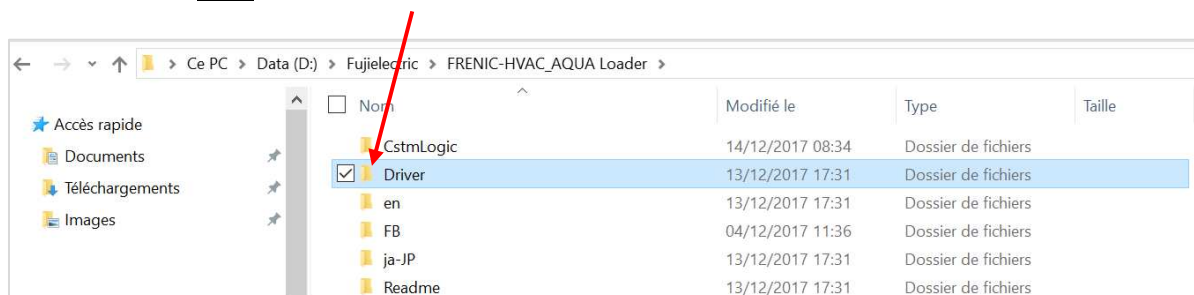 Ce PC > Data (D:) > Fujielectric > FRENIC-HVAC_AQUA Loader >
Nom Modifié le Type Taille
Accès rapide
Documents
Téléchargements
Images
CstmLogic 14/12/2017 08:34 Dossier de fichiers
Driver 13/12/2017 17:31 Dossier de fichiers
en 13/12/2017 17:31 Dossier de fichiers
FB 04/12/2017 11:36 Dossier de fichiers
ja-JP 13/12/2017 17:31 Dossier de fichiers
Readme 13/12/2017 17:31 Dossier de fichiers